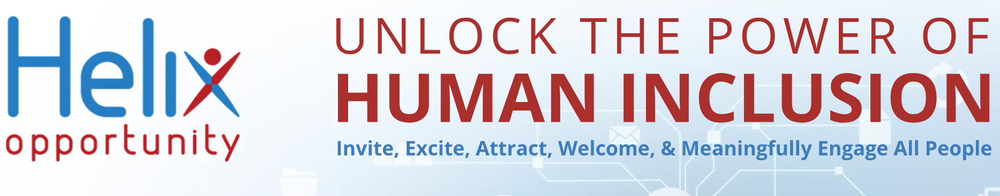 Helix
opportunity
UNLOCK THE POWER OF
HUMAN INCLUSION
Invite, Excite, Attract, Welcome, & Meaningfully Engage All People